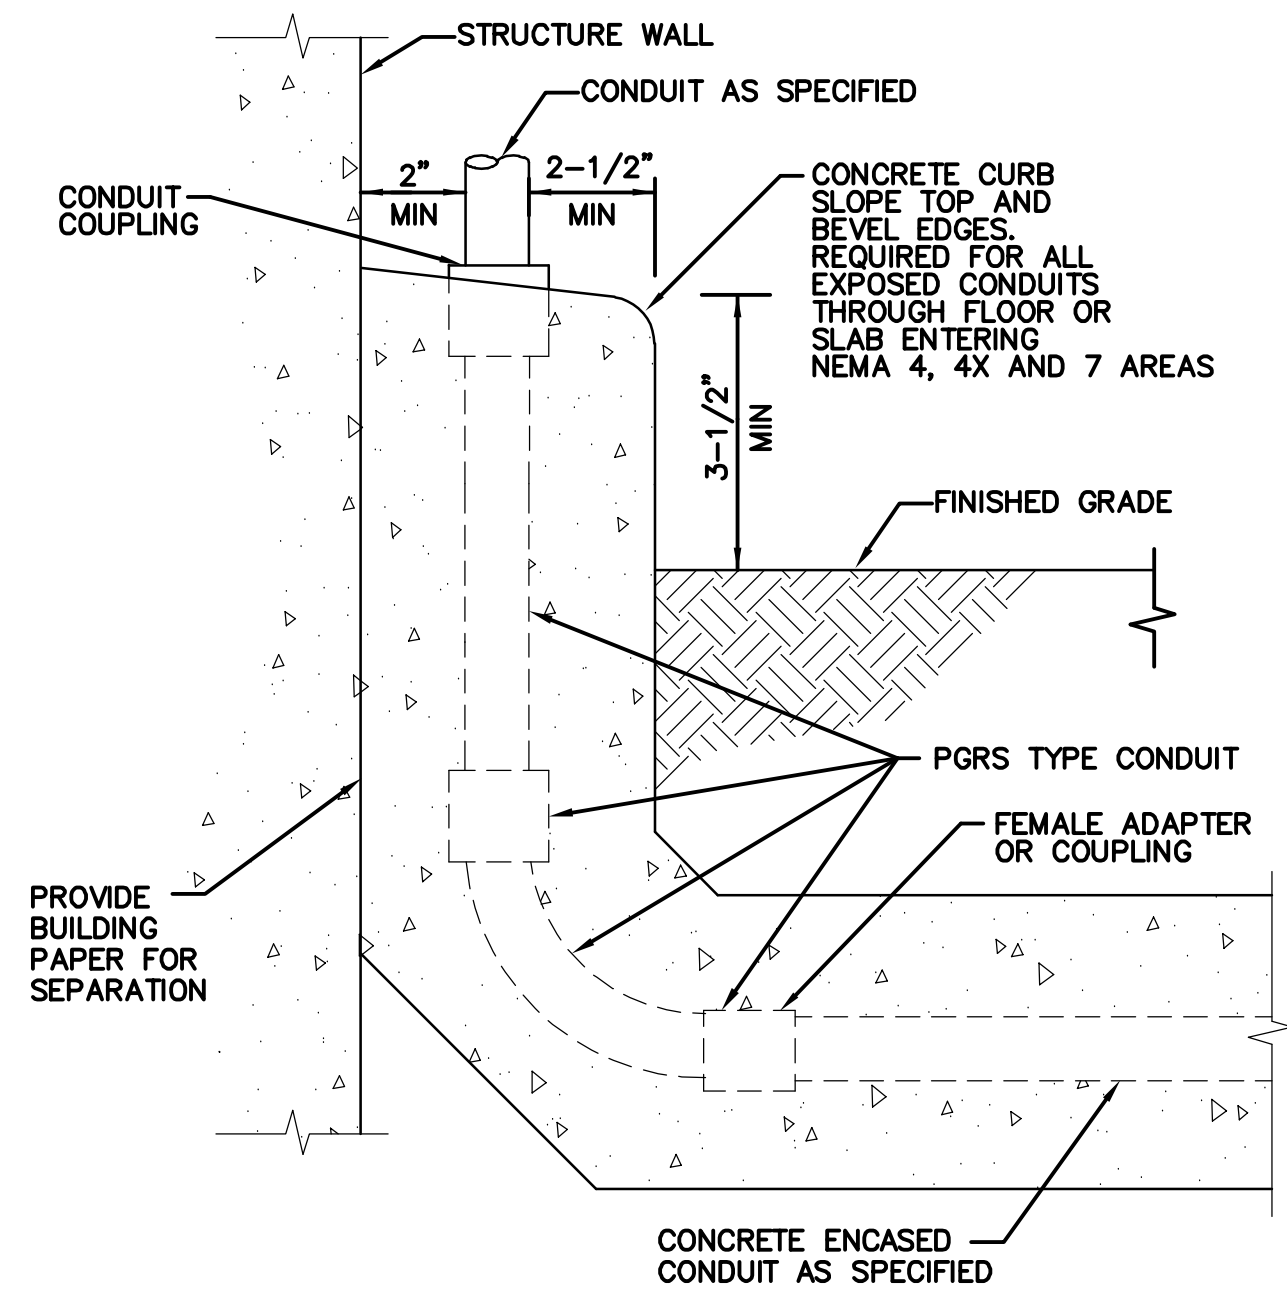 STRUCTURE WALL
CONDUIT AS SPECIFIED
2"
MIN
2-1/2"
MIN
CONDUIT
COUPLING
CONCRETE CURB
SLOPE TOP AND
BEVEL EDGES.
REQUIRED FOR ALL
EXPOSED CONDUITS
THROUGH FLOOR OR
SLAB ENTERING
NEMA 4, 4X AND 7 AREAS
3-1/2"
MIN
FINISHED GRADE
PGRS TYPE CONDUIT
FEMALE ADAPTER
OR COUPLING
PROVIDE
BUILDING
PAPER FOR
SEPARATION
CONCRETE ENCASED
CONDUIT AS SPECIFIED